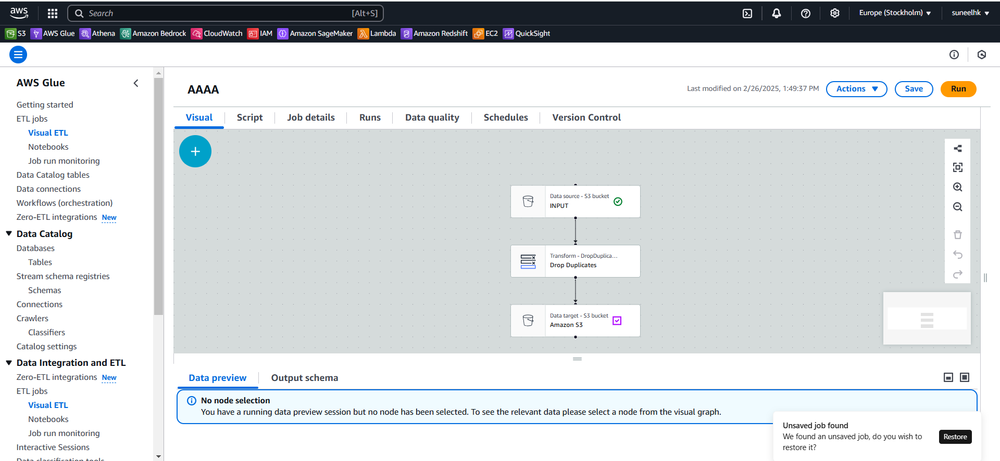 aws
Search
[Alt+S]
Europe (Stockholm)
suneelhk
S3
AWS Glue
Athena
Amazon Bedrock
CloudWatch
IAM
Amazon SageMaker
Lambda
Amazon Redshift
EC2
QuickSight
AWS Glue
Getting started
ETL jobs
Visual ETL
Notebooks
Job run monitoring
Data Catalog tables
Data connections
Workflows (orchestration)
Zero-ETL integrations New
Data Catalog
Databases
Tables
Stream schema registries
Schemas
Connections
Crawlers
Classifiers
Catalog settings
Data Integration and ETL
Zero-ETL integrations New
ETL jobs
Visual ETL
Notebooks
Job run monitoring
Interactive Sessions
Data classification tools
AAAA
Last modified on 2/26/2025, 1:49:37 PM
Actions
Save
Run
Visual
Script
Job details
Runs
Data quality
Schedules
Version Control
Data source - S3 bucket
INPUT
Transform - DropDuplica...
Drop Duplicates
Data target - S3 bucket
Amazon S3
Data preview
Output schema
No node selection
You have a running data preview session but no node has been selected. To see the relevant data please select a node from the visual graph.
Unsaved job found
We found an unsaved job, do you wish to
restore it?
Restore